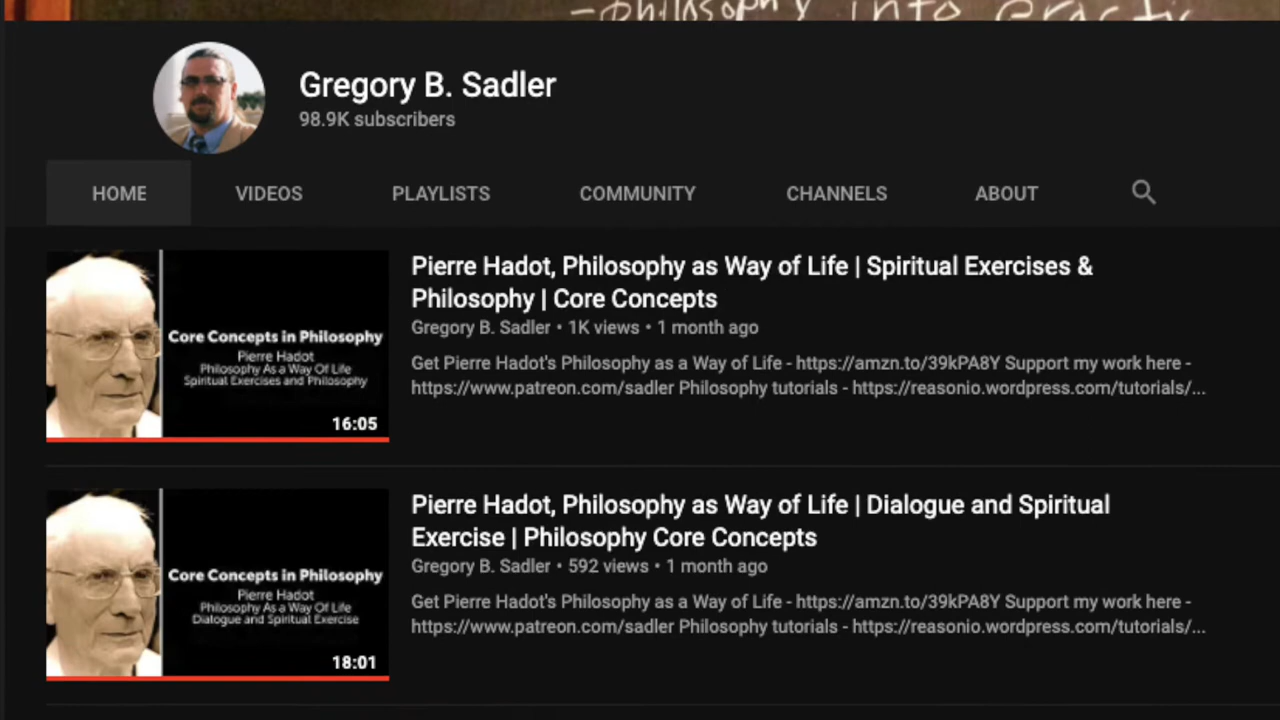 -Philosophy into Practi
Gregory B. Sadler
98.9K subscribers
HOME VIDEOS PLAYLISTS COMMUNITY CHANNELS ABOUT
Core Concepts in Philosophy
Pierre Hadot
Philosophy As a Way Of Life
Spiritual Exercises and Philosophy
16:05
Pierre Hadot, Philosophy as Way of Life | Spiritual Exercises &
Philosophy | Core Concepts
Gregory B. Sadler • 1K views • 1 month ago
Get Pierre Hadot's Philosophy as a Way of Life - https://amzn.to/39kPA8Y Support my work here -
https://www.patreon.com/sadler Philosophy tutorials - https://reasonio.wordpress.com/tutorials/...
Core Concepts in Philosophy
Pierre Hadot
Philosophy As a Way Of Life
Dialogue and Spiritual Exercise
18:01
Pierre Hadot, Philosophy as Way of Life | Dialogue and Spiritual
Exercise | Philosophy Core Concepts
Gregory B. Sadler • 592 views • 1 month ago
Get Pierre Hadot's Philosophy as a Way of Life - https://amzn.to/39kPA8Y Support my work here -
https://www.patreon.com/sadler Philosophy tutorials - https://reasonio.wordpress.com/tutorials/...